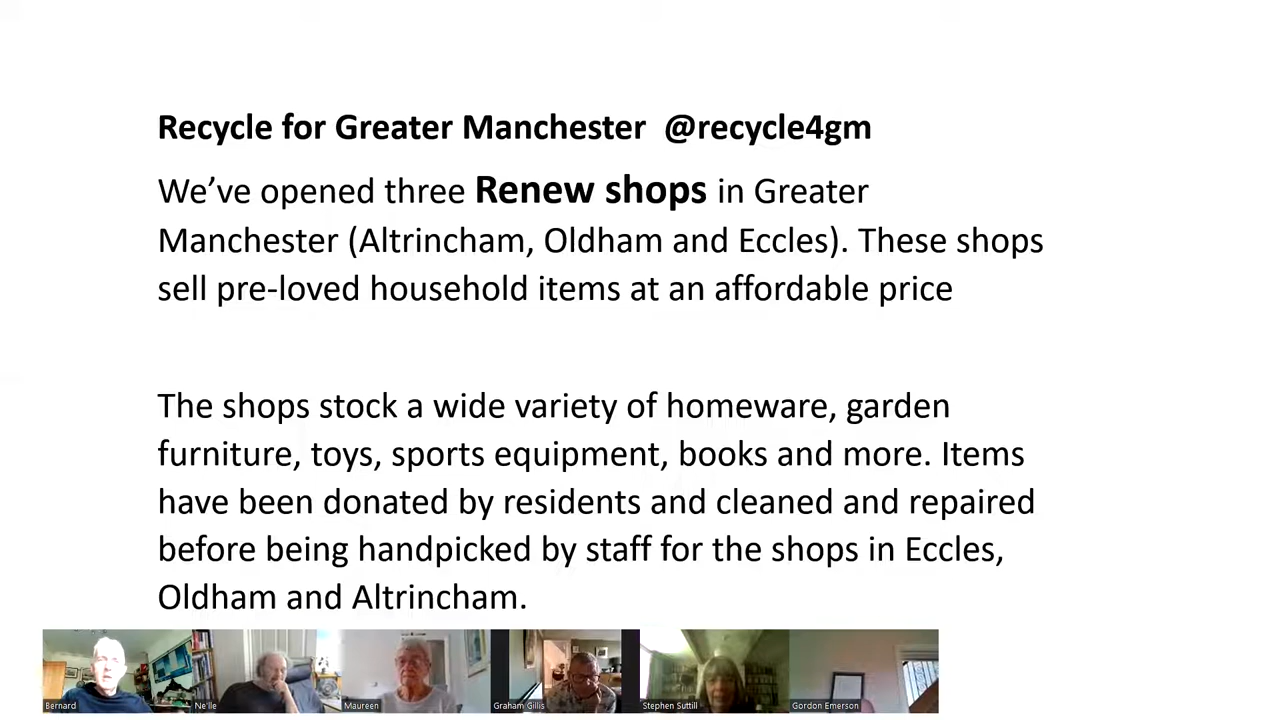 Recycle for Greater Manchester @recycle4gm
We’ve opened three Renew shops in Greater
Manchester (Altrincham, Oldham and Eccles). These shops
sell pre-loved household items at an affordable price
The shops stock a wide variety of homeware, garden
furniture, toys, sports equipment, books and more. Items
have been donated by residents and cleaned and repaired
before being handpicked by staff for the shops in Eccles,
Oldham and Altrincham.
Bernard
Maureen
Graham Gillis
Stephen Suttill
Gordon Emerson